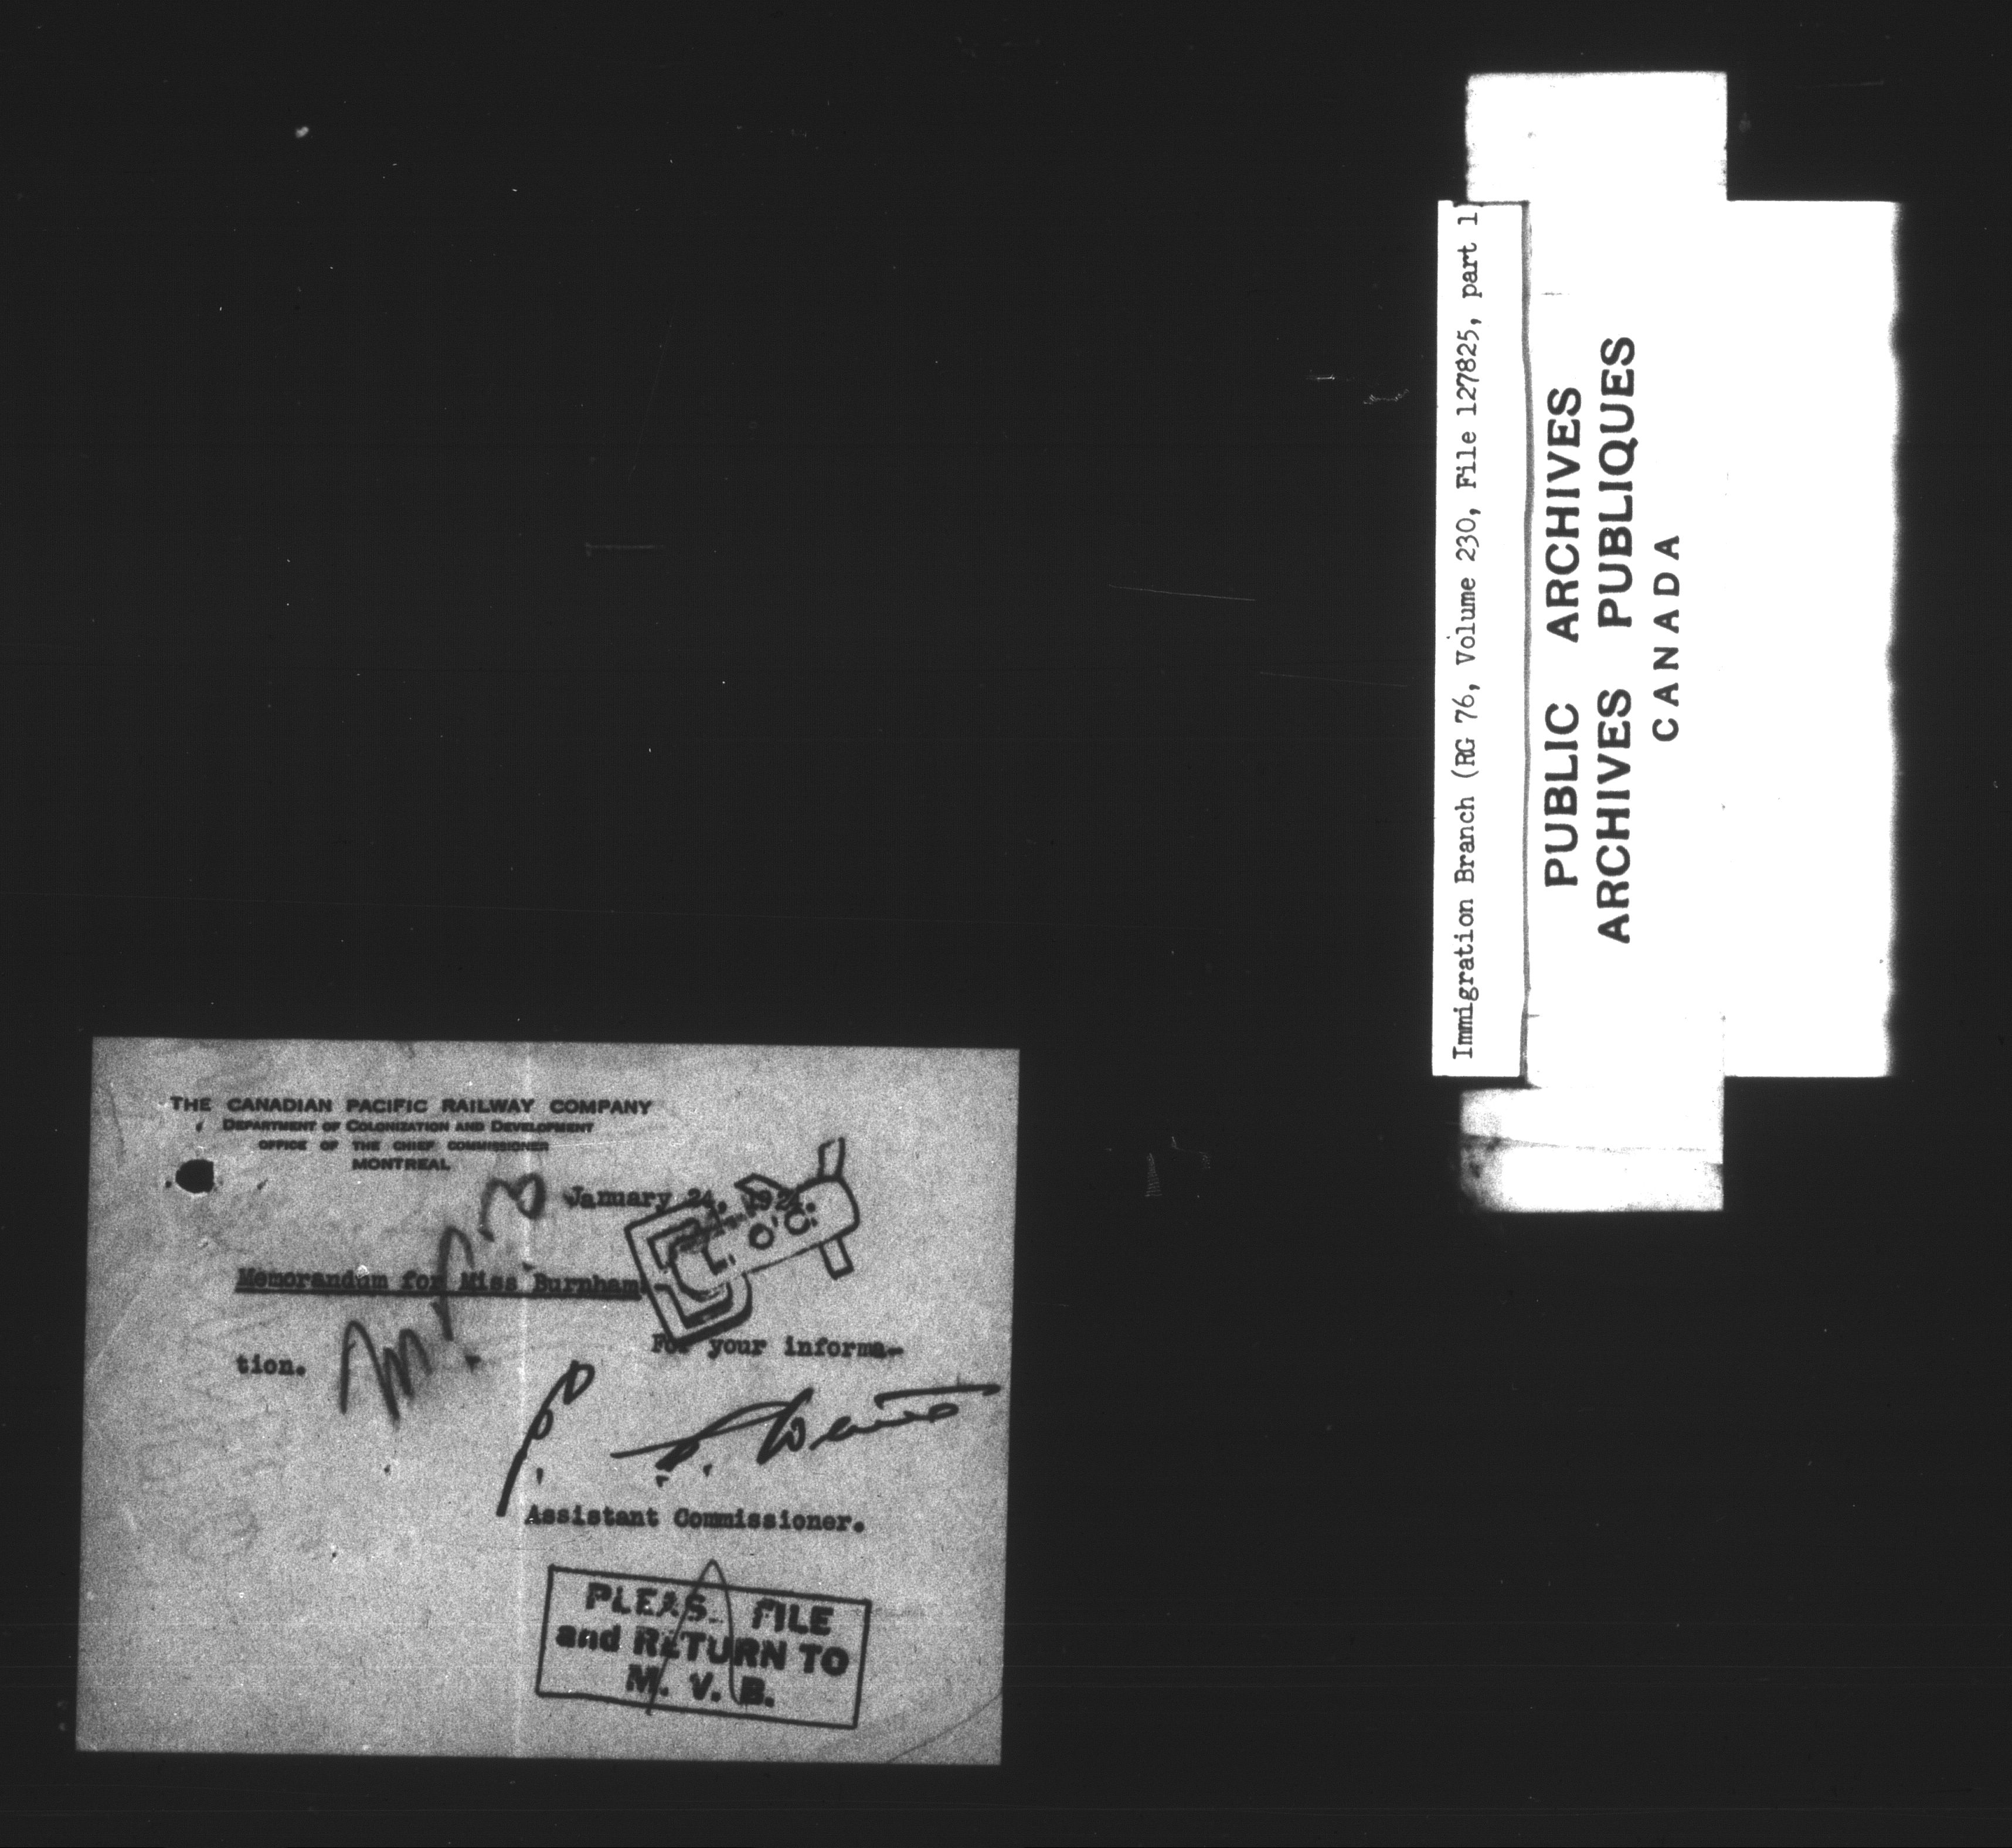 THE CANADIAN PACIFIC RAILWAY COMPANY
DEPARTMENT OF COLONIZATION AND DEVELOPMENT
OFFICE OF THE CHIEF COMMISSIONER
MONTREAL
January 24, 1924.
Memorandum for Miss Burnham
For your informa-
tion.
Assistant Commissioner.
PLEAS. FILE
and RETURN TO
M. V. B.
Immigration Branch (RG 76, Volume 230, File 127825, part 1)
PUBLIC ARCHIVES
ARCHIVES PUBLIQUES
CANADA